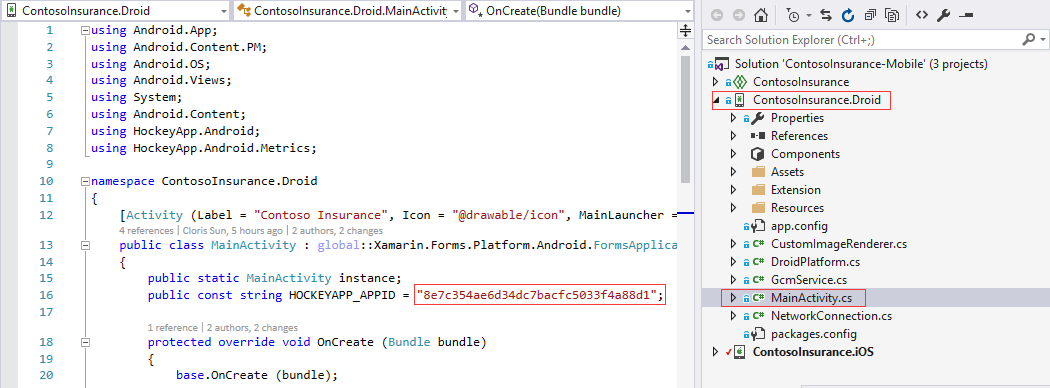 ContosoInsurance.Droid
ContosoInsurance.Droid.MainActivity
OnCreate(Bundle bundle)
1 using Android.App;
2 using Android.Content.PM;
3 using Android.OS;
4 using Android.Views;
5 using System;
6 using Android.Content;
7 using HockeyApp.Android;
8 using HockeyApp.Android.Metrics;
9
10 namespace ContosoInsurance.Droid
11 {
12 [Activity (Label = "Contoso Insurance", Icon = "@drawable/icon", MainLauncher =
4 references | Cloris Sun, 5 hours ago | 2 authors, 2 changes
13 public class MainActivity : global::Xamarin.Forms.Platform.Android.FormsApplica
14 {
15 public static MainActivity instance;
16 public const string HOCKEYAPP_APPID = "8e7c354ae6d34dc7bacfc5033f4a88d1";
17
1 reference | 2 authors, 2 changes
18 protected override void OnCreate (Bundle bundle)
19 {
20 base.OnCreate (bundle);
Search Solution Explorer (Ctrl+;)
Solution 'ContosoInsurance-Mobile' (3 projects)
ContosoInsurance
ContosoInsurance.Droid
Properties
References
Components
Assets
Extension
Resources
app.config
C# CustomImageRenderer.cs
C# DroidPlatform.cs
C# GcmService.cs
C# MainActivity.cs
C# NetworkConnection.cs
packages.config
ContosoInsurance.iOS